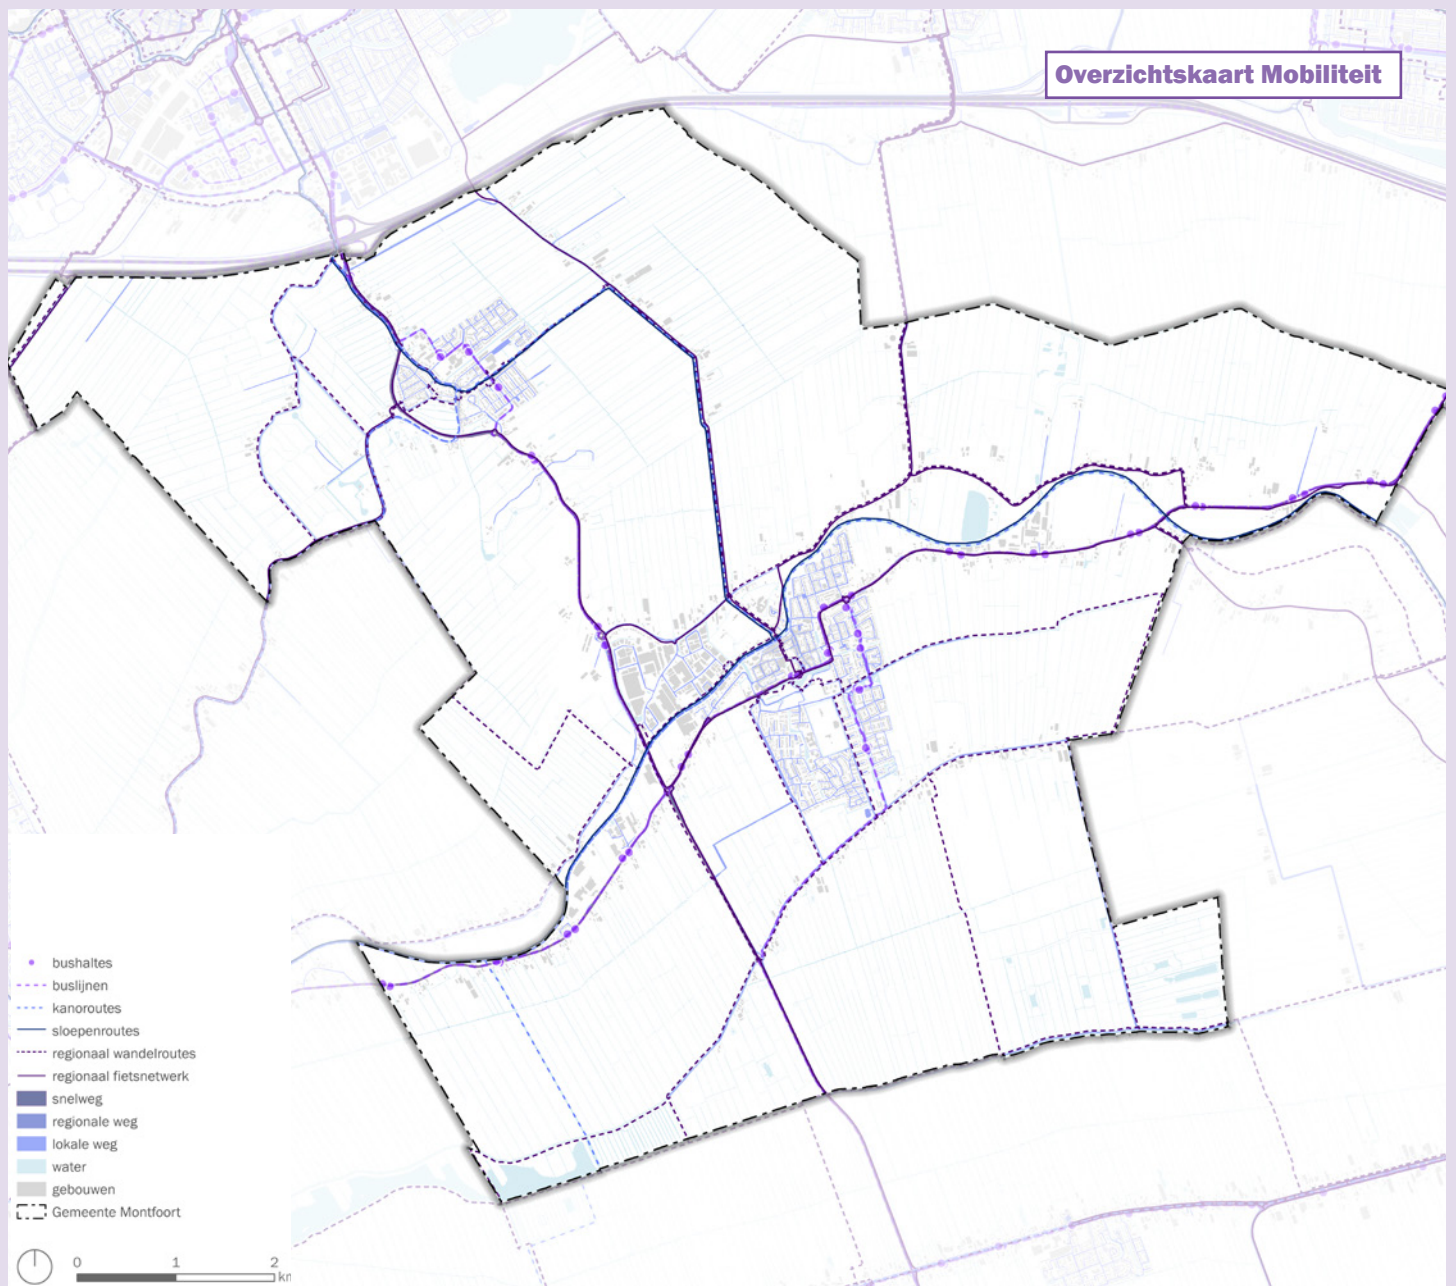 Overzichtskaart Mobiliteit
bushaltes
buslijnen
kanoroutes
sloepenroutes
regionaal wandelroutes
regionaal fietsnetwerk
snelweg
regionale weg
lokale weg
water
gebouwen
Gemeente Montfoort
0 1 2
km